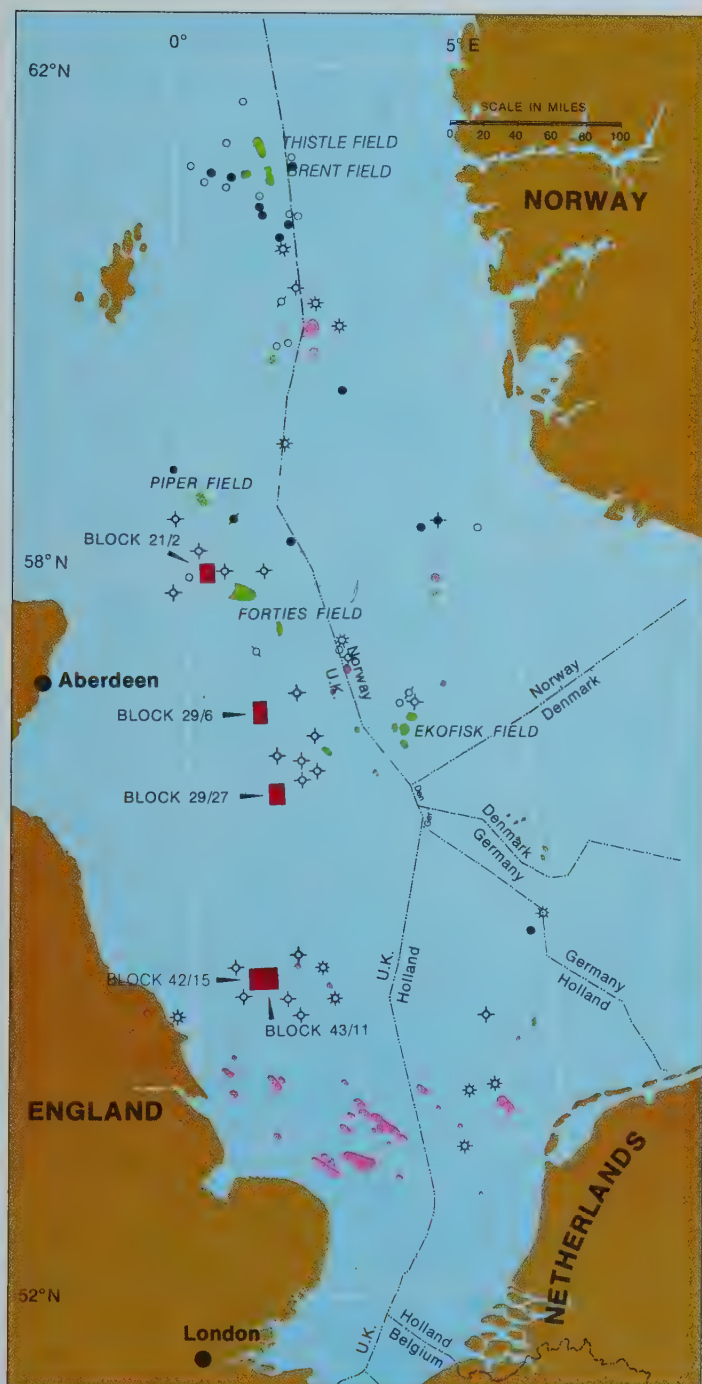 0°
5° E
62°N
SCALE IN MILES
0 20 40 60 80 100
THISTLE FIELD
BRENT FIELD
NORWAY
PIPER FIELD
BLOCK 21/2
58°N
FORTIES FIELD
Norway
U.K.
Aberdeen
Norway
Denmark
BLOCK 29/6
EKOFISK FIELD
BLOCK 29/27
Den
Ger
Denmark
Germany
U.K.
Holland
Germany
Holland
BLOCK 42/15
BLOCK 43/11
ENGLAND
NETHERLANDS
52°N
London
U.K.
Holland
Belgium